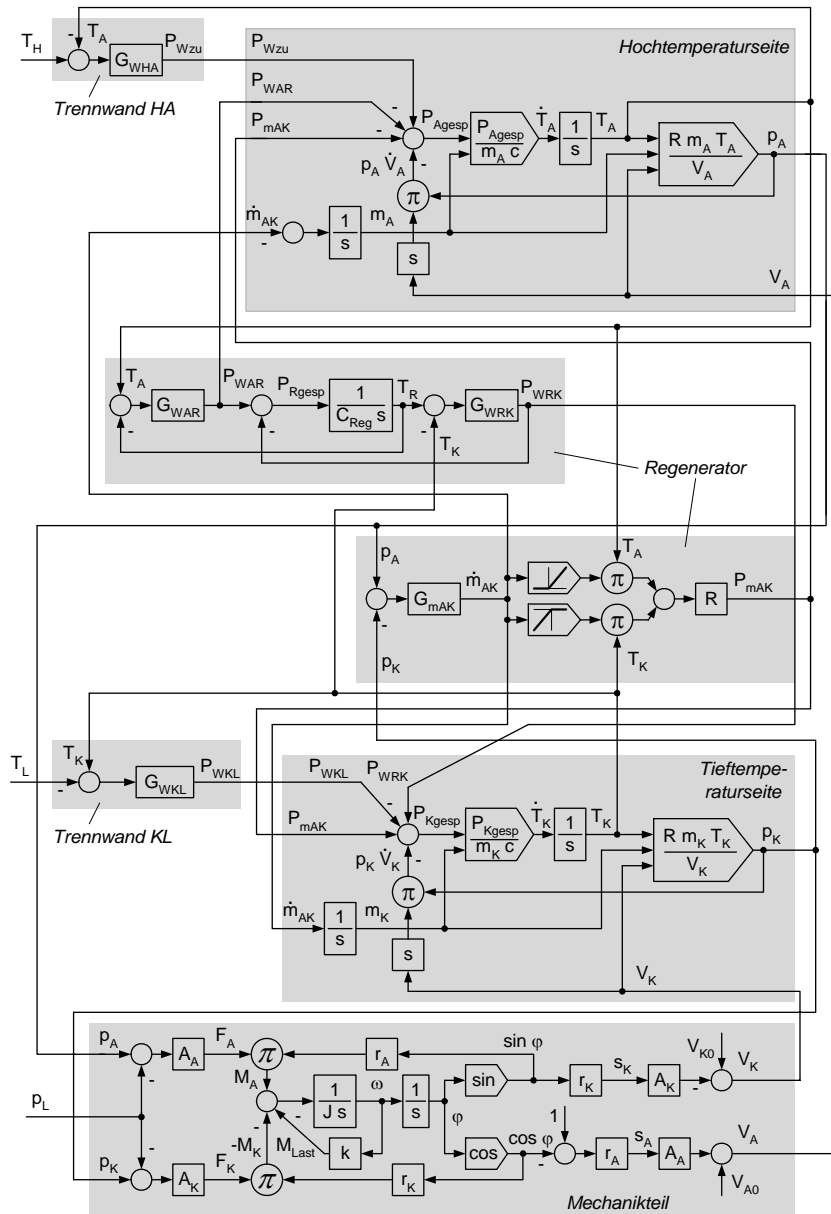 T_H - T_A G_WHA P_Wzu
Trennwand HA
P_Wzu Hochtemperaturseite
P_WAR
P_mAK - - - P_Agesp P_Agesp / m_A c Ṫ_A 1/s T_A R m_A T_A / V_A p_A
p_A V̇_A - π
ṁ_AK - 1/s m_A
s
V_A
T_A - G_WAR P_WAR - P_Rgesp 1 / C_Reg s T_R - T_K G_WRK P_WRK
Regenerator
p_A - G_mAK ṁ_AK T_A π R P_mAK
π
p_K T_K
T_L - T_K G_WKL P_WKL
Trennwand KL
P_WKL P_WRK Tieftempe-
raturseite
P_mAK - - P_Kgesp P_Kgesp / m_K c Ṫ_K 1/s T_K R m_K T_K / V_K p_K
p_K V̇_K - π
ṁ_AK 1/s m_K
s
V_K
p_A - A_A F_A π r_A sin φ
M_A
- 1 / J s ω 1/s φ sin r_K s_K A_K - V_K0 V_K
p_L
-M_K - M_Last k
p_K - A_K F_K π r_K cos cos φ - 1 r_A s_A A_A V_A
V_A0
Mechanikteil